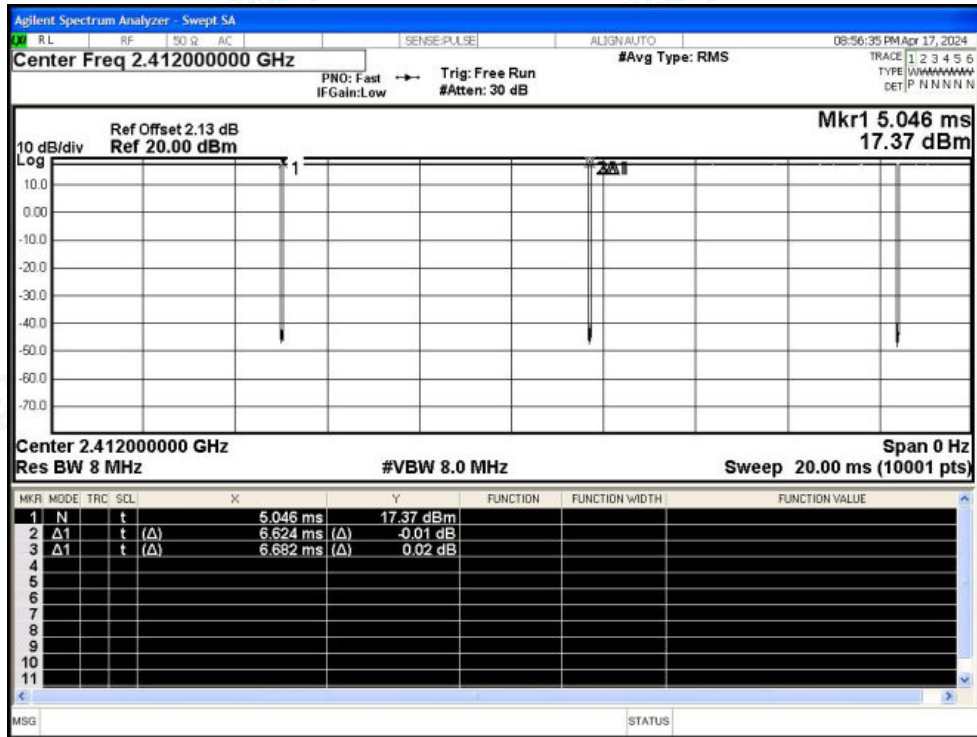 Agilent Spectrum Analyzer - Swept SA
RL RF 50 Ω AC SENSE:PULSE ALIGNAUTO 08:56:35 PM Apr 17, 2024
Center Freq 2.412000000 GHz #Avg Type: RMS TRACE 1 2 3 4 5 6
PNO: Fast Trig: Free Run TYPE
IFGain:Low #Atten: 30 dB DET P N N N N N
Mkr1 5.046 ms
Ref Offset 2.13 dB
10 dB/div Ref 20.00 dBm 17.37 dBm
Log
1
10.0
0.00
-10.0
-20.0
-30.0
-40.0
-50.0
-60.0
-70.0
Center 2.412000000 GHz Span 0 Hz
Res BW 8 MHz #VBW 8.0 MHz Sweep 20.00 ms (10001 pts)
MKR MODE TRC SCL X Y FUNCTION FUNCTION WIDTH FUNCTION VALUE
1 N t 5.046 ms 17.37 dBm
2 Δ1 t (Δ) 6.624 ms (Δ) -0.01 dB
3 Δ1 t (Δ) 6.682 ms (Δ) 0.02 dB
4
5
6
7
8
9
10
11
MSG STATUS